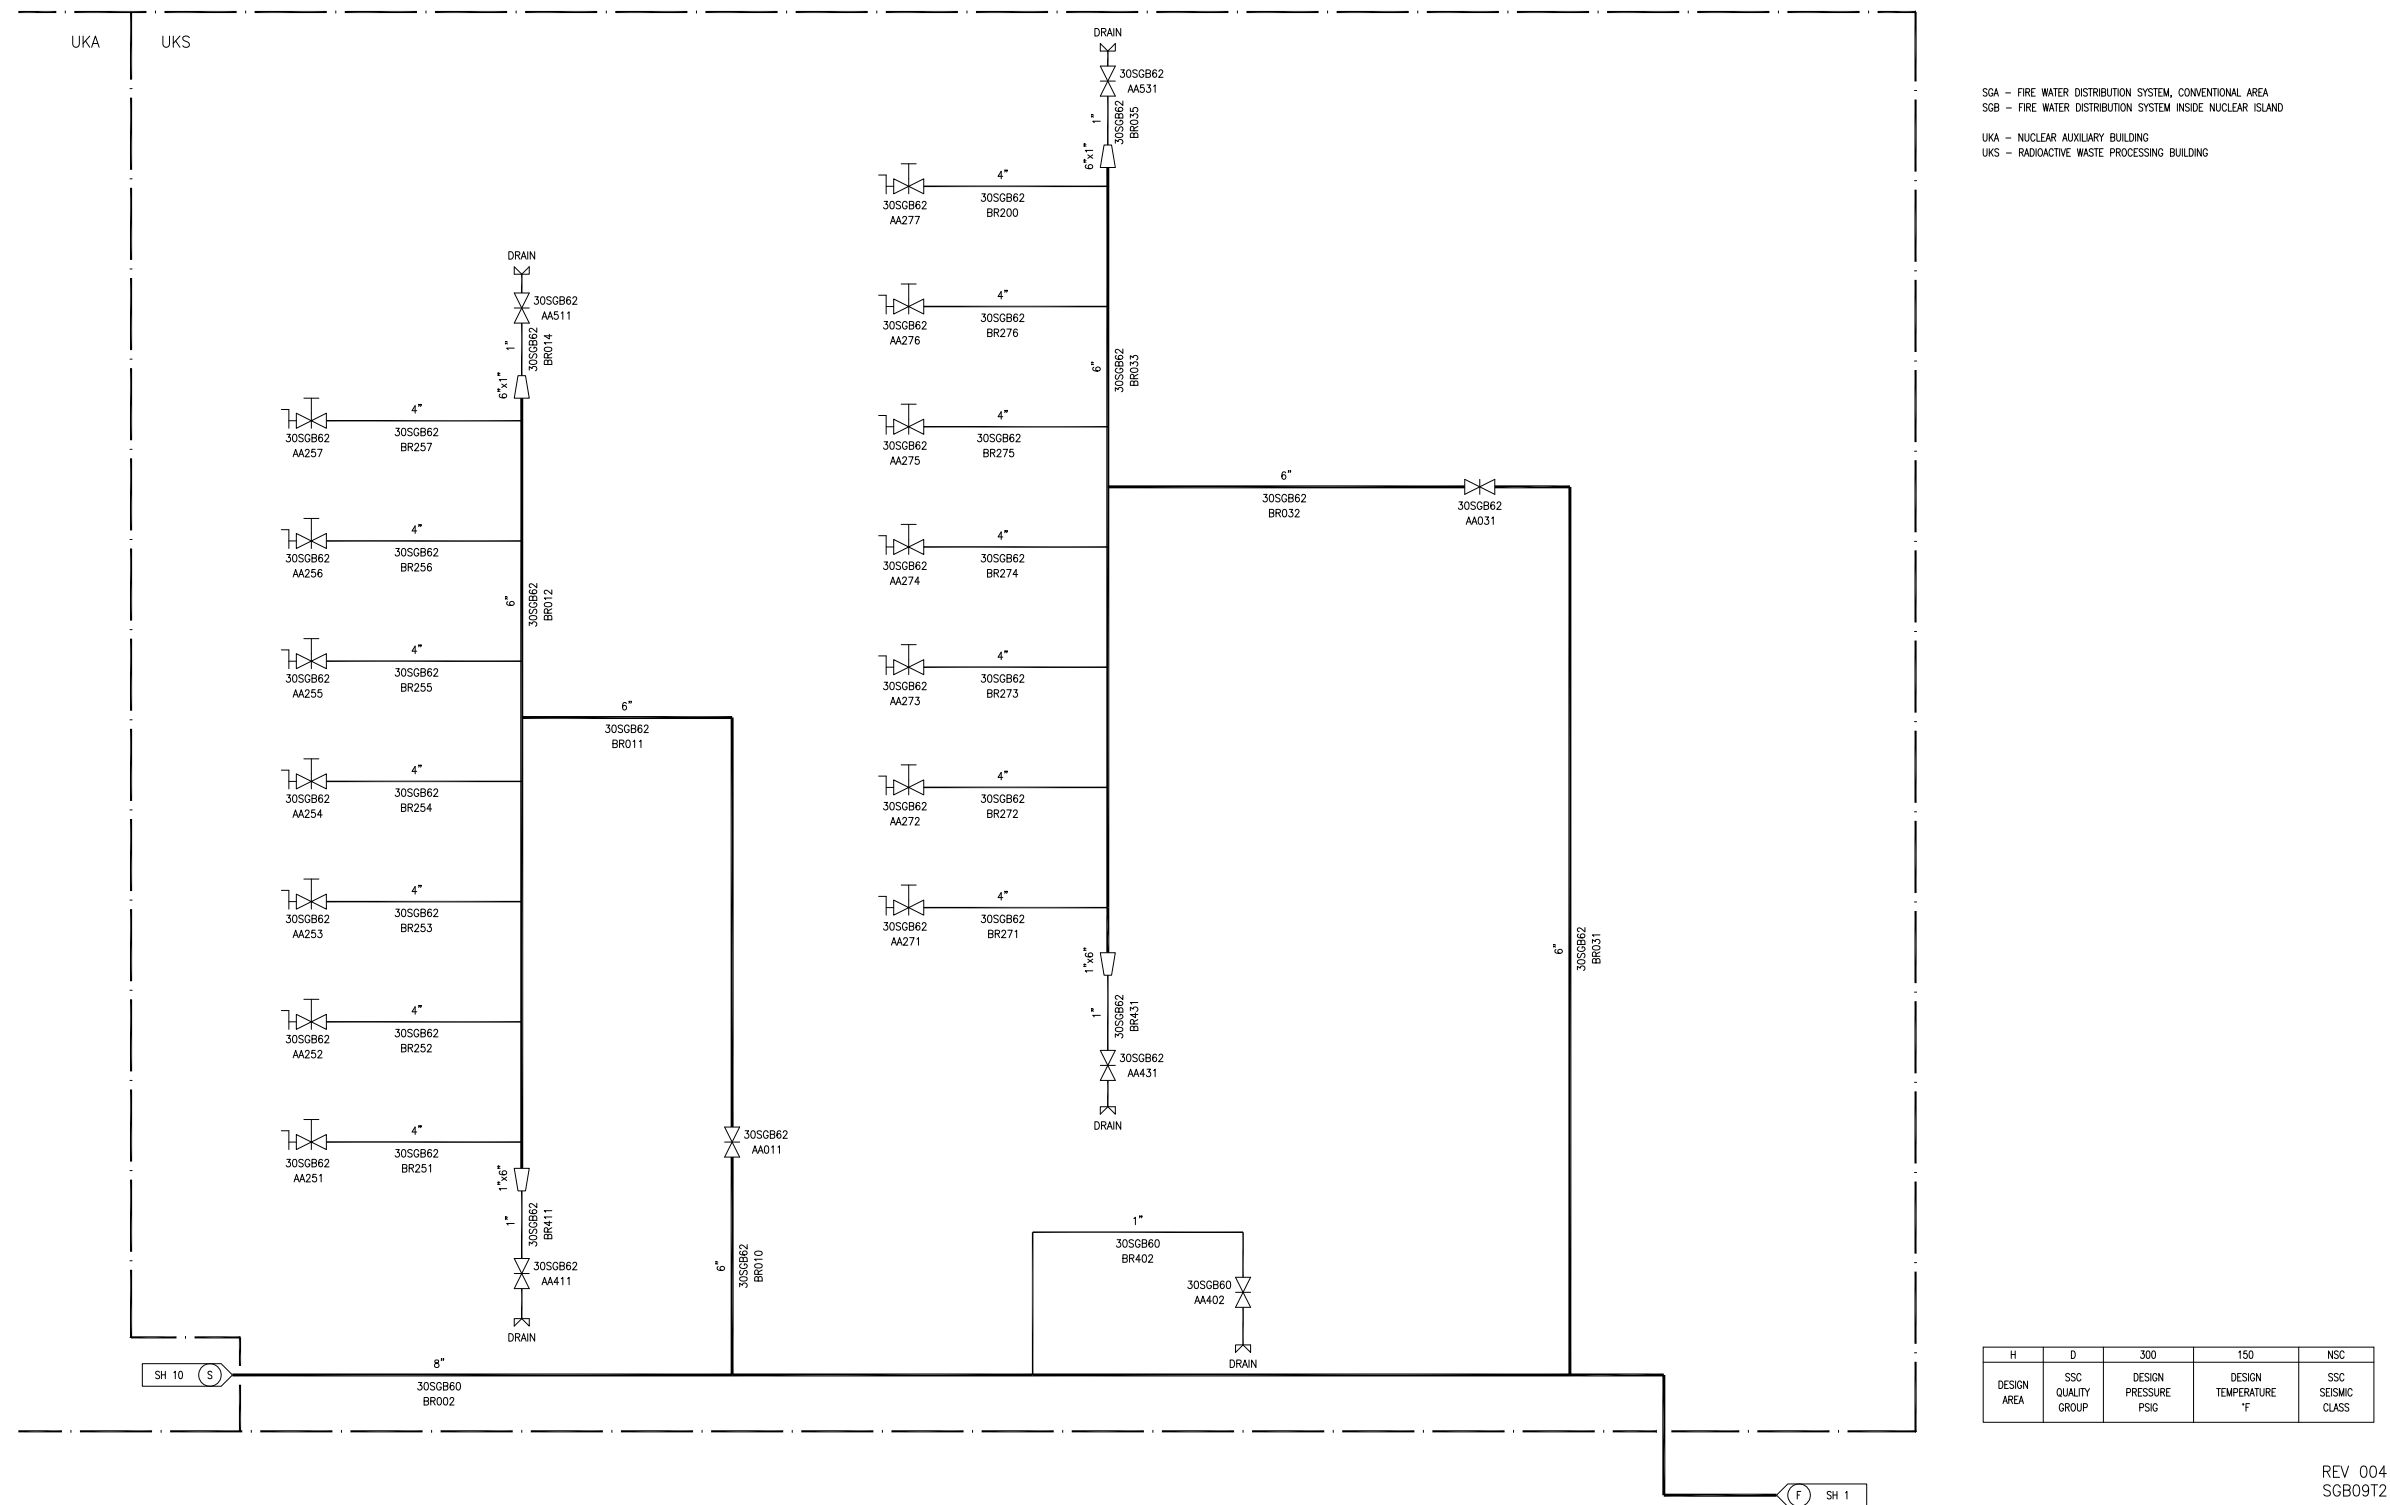 UKA
UKS
DRAIN
30SGB62
AA531
1"
30SGB62
BR035
6"x1"
4"
30SGB62
BR200
30SGB62
AA277
4"
30SGB62
BR276
30SGB62
AA276
6"
30SGB62
BR033
4"
30SGB62
BR275
30SGB62
AA275
4"
30SGB62
BR274
30SGB62
AA274
4"
30SGB62
BR273
30SGB62
AA273
4"
30SGB62
BR272
30SGB62
AA272
4"
30SGB62
BR271
30SGB62
AA271
1"x6"
1"
30SGB62
BR431
30SGB62
AA431
DRAIN
DRAIN
30SGB62
AA511
1"
30SGB62
BR014
6"x1"
4"
30SGB62
BR257
30SGB62
AA257
4"
30SGB62
BR256
30SGB62
AA256
6"
30SGB62
BR012
4"
30SGB62
BR255
30SGB62
AA255
4"
30SGB62
BR254
30SGB62
AA254
4"
30SGB62
BR253
30SGB62
AA253
4"
30SGB62
BR252
30SGB62
AA252
4"
30SGB62
BR251
30SGB62
AA251
1"x6"
1"
30SGB62
BR411
30SGB62
AA411
DRAIN
6"
30SGB62
BR011
30SGB62
AA011
6"
30SGB62
BR010
6"
30SGB62
BR032
30SGB62
AA031
6"
30SGB62
BR031
1"
30SGB60
BR402
30SGB60
AA402
DRAIN
SH 10 S
8"
30SGB60
BR002
F SH 1
SGA – FIRE WATER DISTRIBUTION SYSTEM, CONVENTIONAL AREA
SGB – FIRE WATER DISTRIBUTION SYSTEM INSIDE NUCLEAR ISLAND
UKA – NUCLEAR AUXILIARY BUILDING
UKS – RADIOACTIVE WASTE PROCESSING BUILDING
H D 300 150 NSC
DESIGN
AREA
SSC
QUALITY
GROUP
DESIGN
PRESSURE
PSIG
DESIGN
TEMPERATURE
°F
SSC
SEISMIC
CLASS
REV 004
SGB09T2